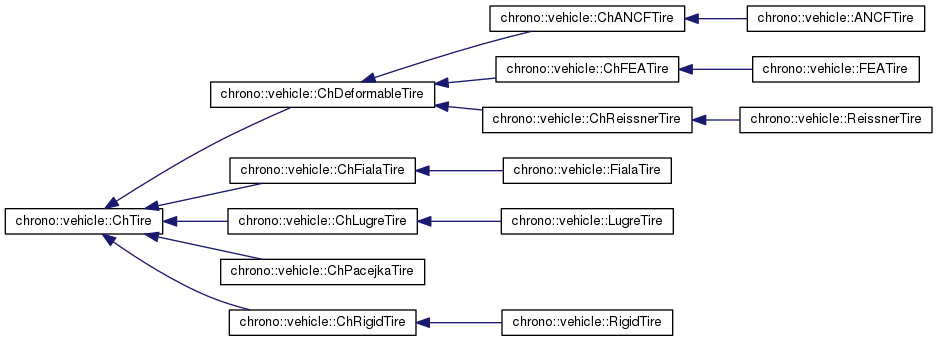 chrono::vehicle::ChANCFTire
chrono::vehicle::ANCFTire
chrono::vehicle::ChFEATire
chrono::vehicle::FEATire
chrono::vehicle::ChDeformableTire
chrono::vehicle::ChReissnerTire
chrono::vehicle::ReissnerTire
chrono::vehicle::ChFialaTire
chrono::vehicle::FialaTire
chrono::vehicle::ChTire
chrono::vehicle::ChLugreTire
chrono::vehicle::LugreTire
chrono::vehicle::ChPacejkaTire
chrono::vehicle::ChRigidTire
chrono::vehicle::RigidTire